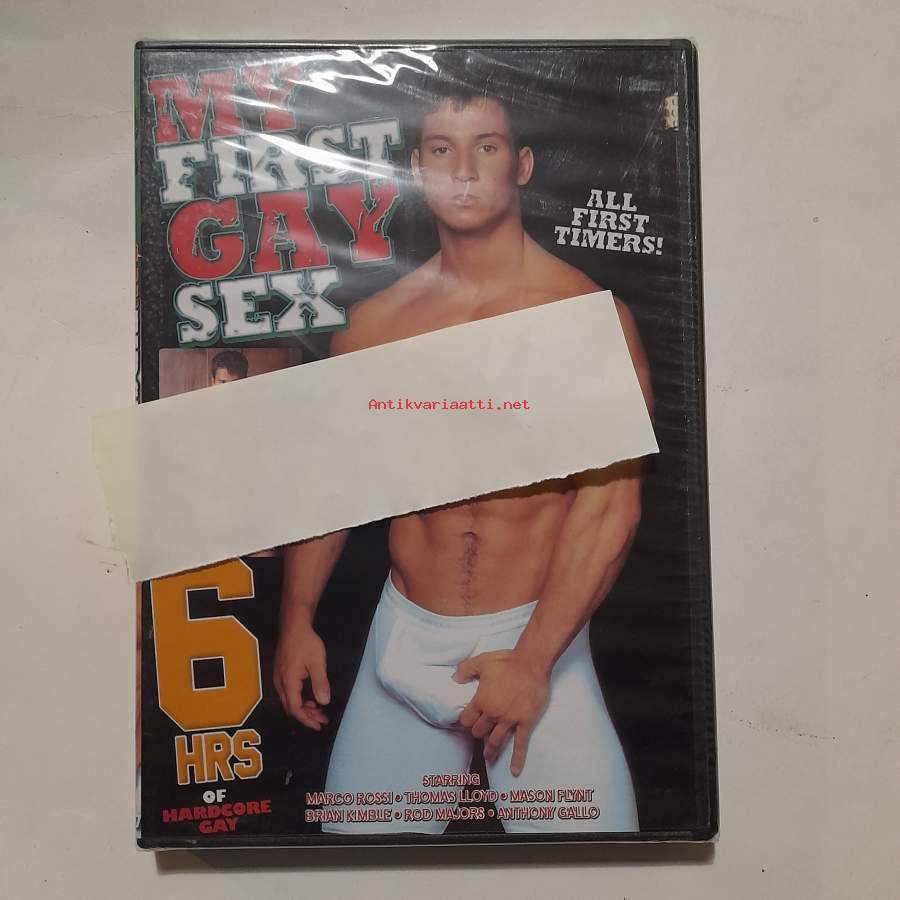 MY
FIRST
GAY
SEX
ALL
FIRST
TIMERS!
Antikvariaatti.net
6
HRS
OF
HARDCORE
GAY
STARRING
MARCO ROSSI • THOMAS LLOYD • MASON FLYNT
BRIAN KIMBLE • ROD MAJORS • ANTHONY GALLO